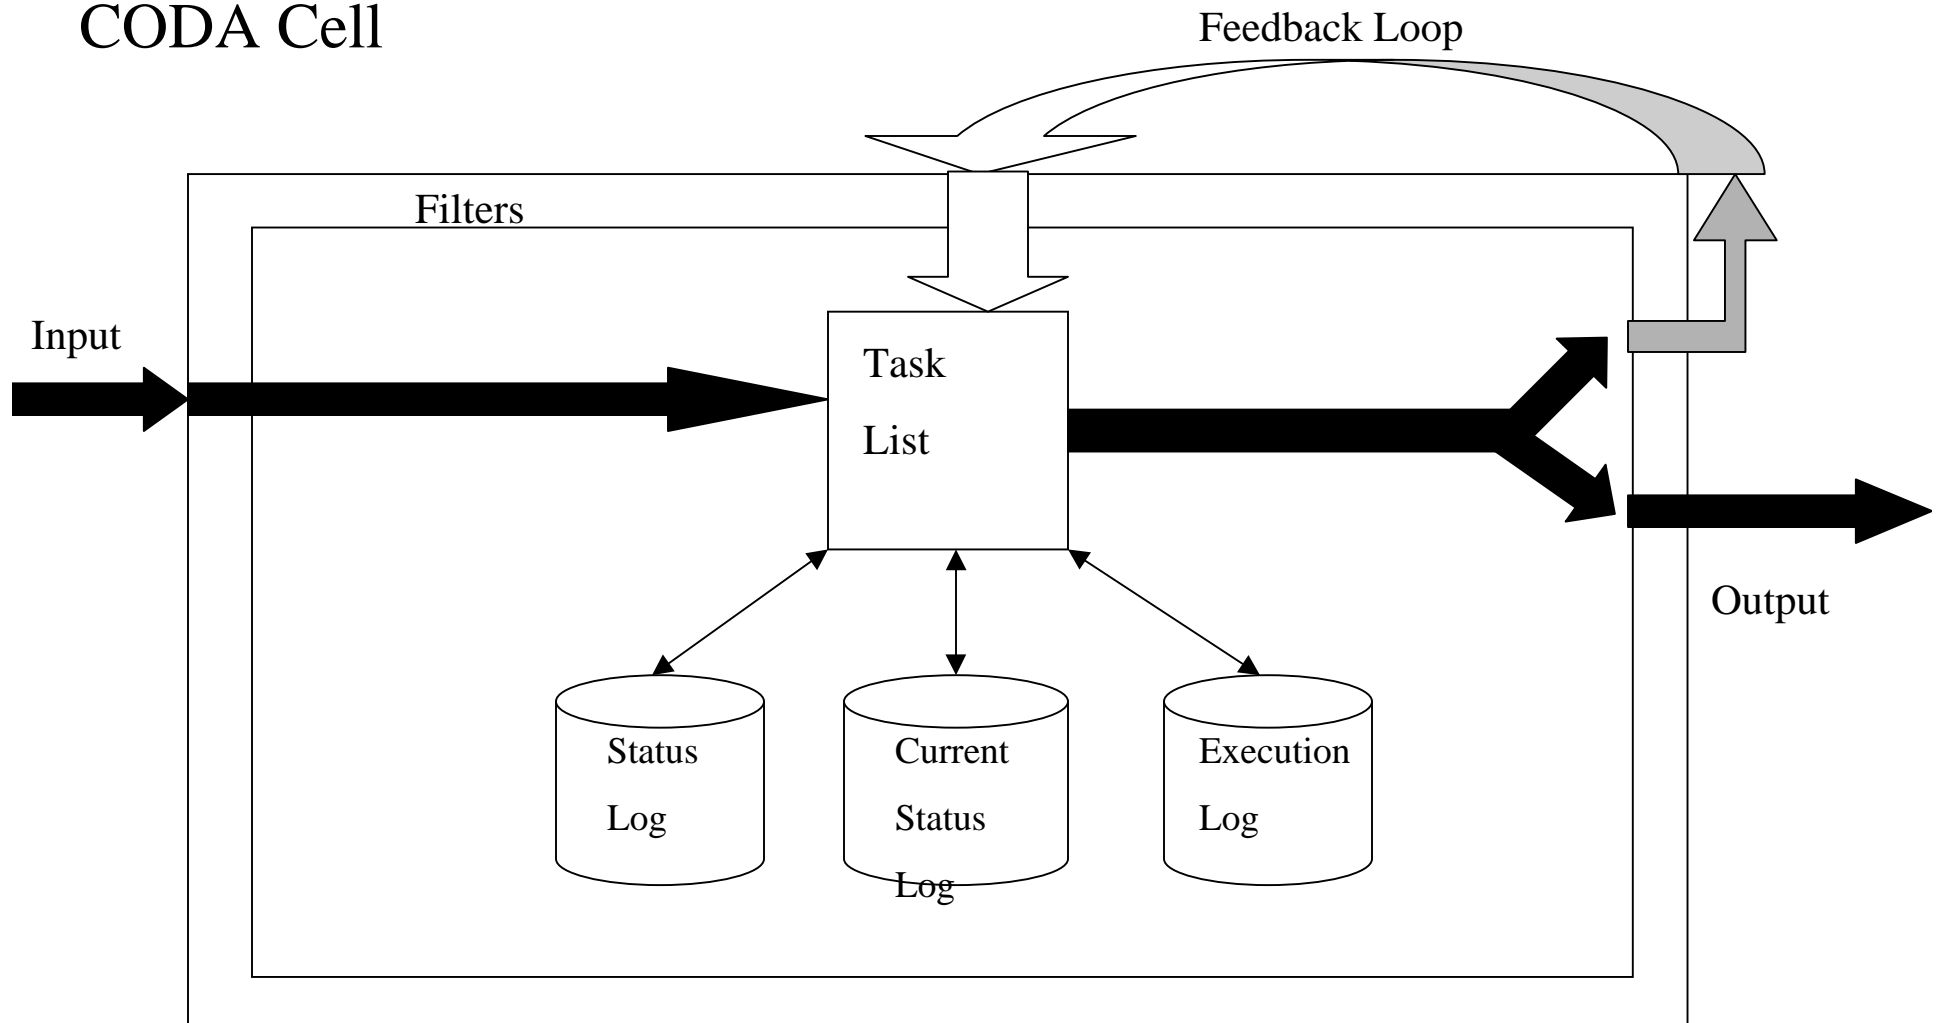 CODA Cell
Feedback Loop
Filters
Input
Task
List
Output
Status
Log
Current
Status
Log
Execution
Log